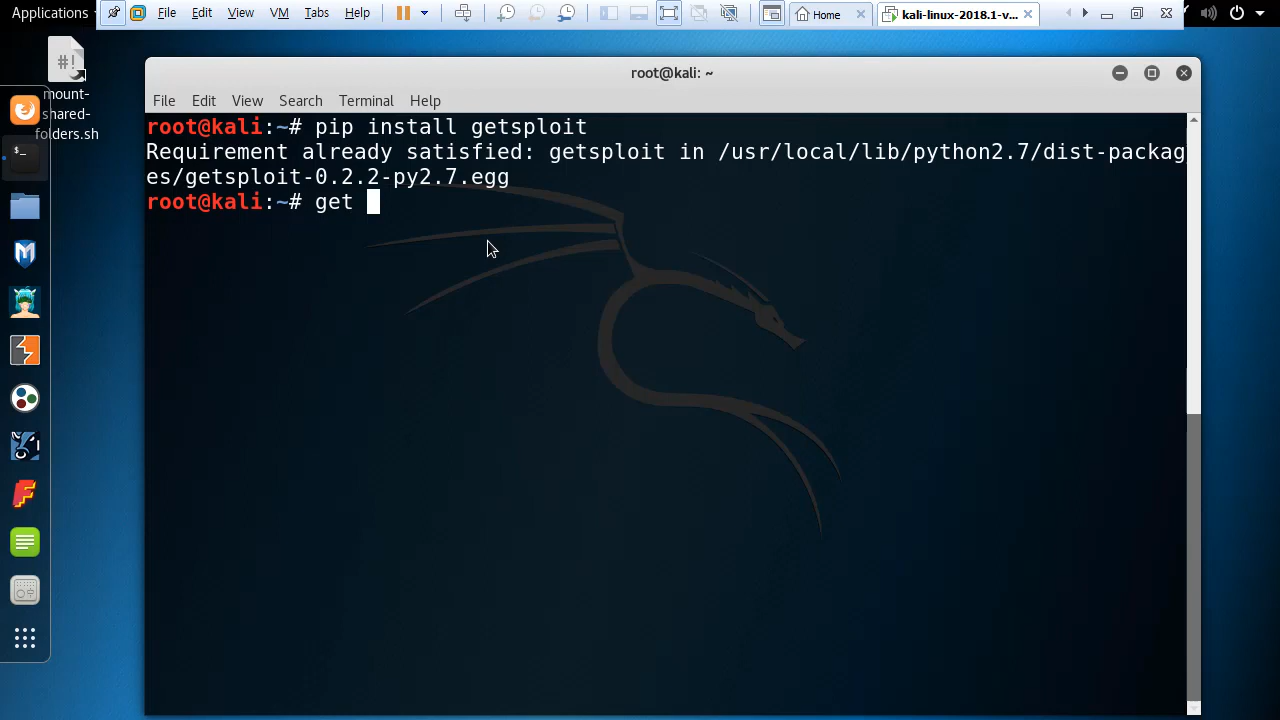 Applications
File Edit View VM Tabs Help
Home
kali-linux-2018.1-v...
#!
mount-
shared-
folders.sh
root@kali: ~
File Edit View Search Terminal Help
root@kali:~# pip install getsploit
Requirement already satisfied: getsploit in /usr/local/lib/python2.7/dist-packag
es/getsploit-0.2.2-py2.7.egg
root@kali:~# get
$_